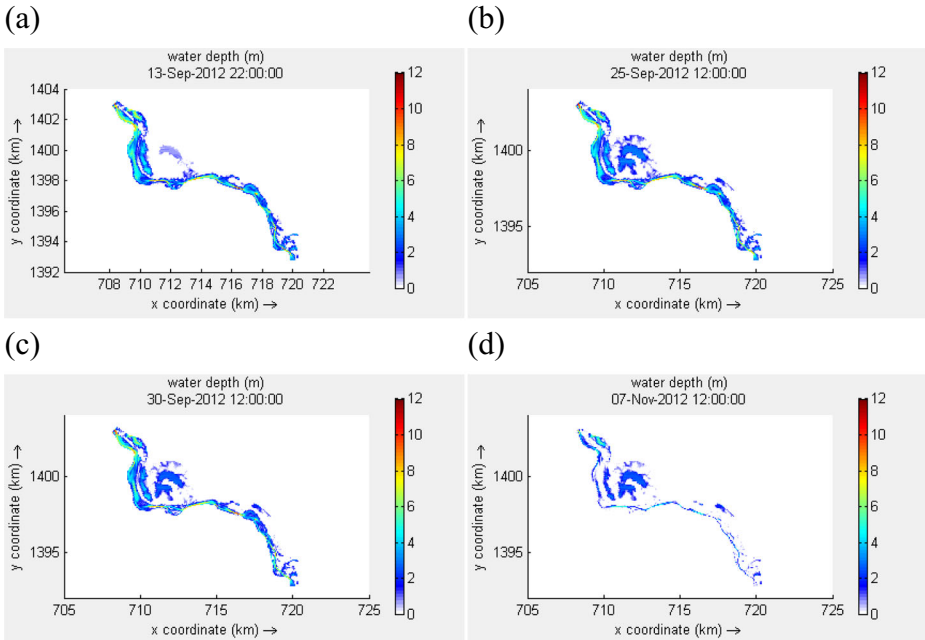 (a)
water depth (m)
13-Sep-2012 22:00:00
1404
1402
1400
1398
1396
1394
1392
y coordinate (km) →
708 710 712 714 716 718 720 722
x coordinate (km) →
12
10
8
6
4
2
0
(b)
water depth (m)
25-Sep-2012 12:00:00
1400
1395
y coordinate (km) →
705 710 715 720 725
x coordinate (km) →
12
10
8
6
4
2
0
(c)
water depth (m)
30-Sep-2012 12:00:00
1400
1395
y coordinate (km) →
705 710 715 720 725
x coordinate (km) →
12
10
8
6
4
2
0
(d)
water depth (m)
07-Nov-2012 12:00:00
1400
1395
y coordinate (km) →
705 710 715 720 725
x coordinate (km) →
12
10
8
6
4
2
0